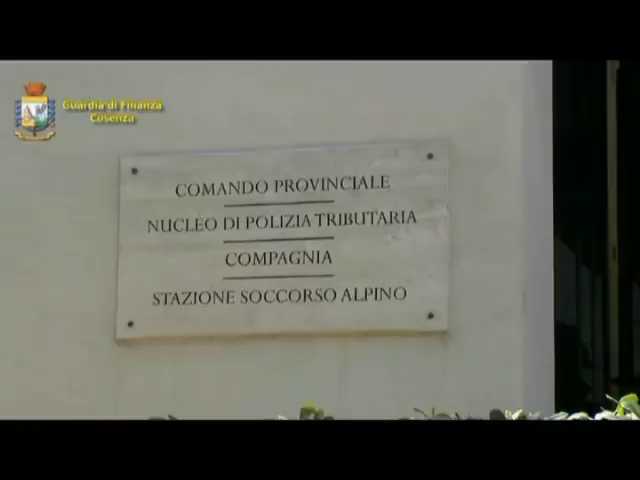 Guardia di Finanza
Cosenza
COMANDO PROVINCIALE
NUCLEO DI POLIZIA TRIBUTARIA
COMPAGNIA
STAZIONE SOCCORSO ALPINO